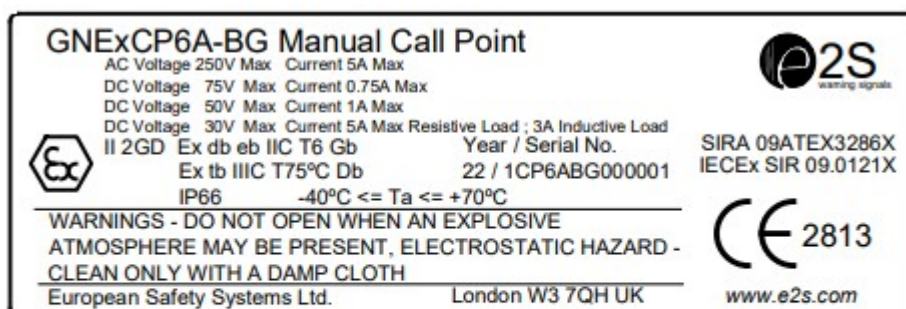 GNExCP6A-BG Manual Call Point
AC Voltage 250V Max Current 5A Max
DC Voltage 75V Max Current 0.75A Max
DC Voltage 50V Max Current 1A Max
DC Voltage 30V Max Current 5A Max Resistive Load ; 3A Inductive Load
e2S
warning signals
Ex
II 2GD Ex db eb IIC T6 Gb Year / Serial No.
Ex tb IIIC T75ºC Db 22 / 1CP6ABG000001
IP66 -40ºC <= Ta <= +70ºC
SIRA 09ATEX3286X
IECEx SIR 09.0121X
WARNINGS - DO NOT OPEN WHEN AN EXPLOSIVE
ATMOSPHERE MAY BE PRESENT, ELECTROSTATIC HAZARD -
CLEAN ONLY WITH A DAMP CLOTH
CE 2813
European Safety Systems Ltd. London W3 7QH UK
www.e2s.com